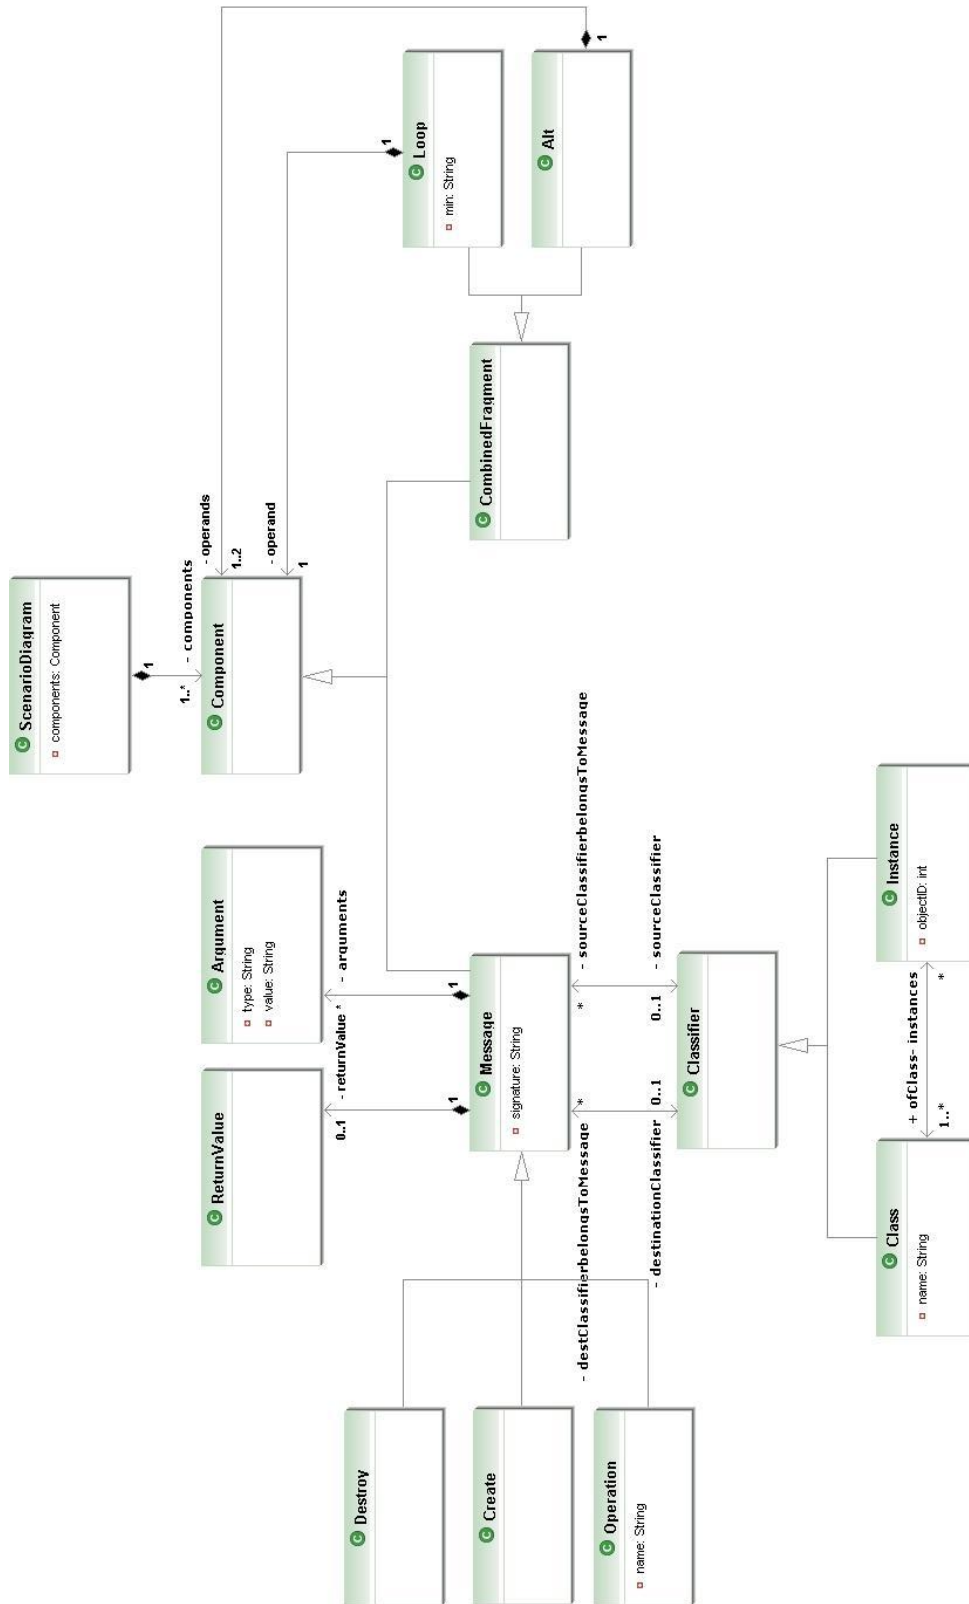 C ScenarioDiagram
components: Component
1
- components
1..*
C ReturnValue
C Argument
type: String
value: String
C Component
- operands
1..2
- operand
1
1
C Loop
min: String
1
C Alt
- returnValue
0..1
*
- arguments
1
1
C Message
signature: String
C CombinedFragment
C Destroy
C Create
C Operation
name: String
*
- destClassifierbelongsToMessage
*
- sourceClassifierbelongsToMessage
- destinationClassifier
0..1
0..1
- sourceClassifier
C Classifier
C Class
name: String
+ ofClass
- instances
1..*
*
C Instance
objectID: int